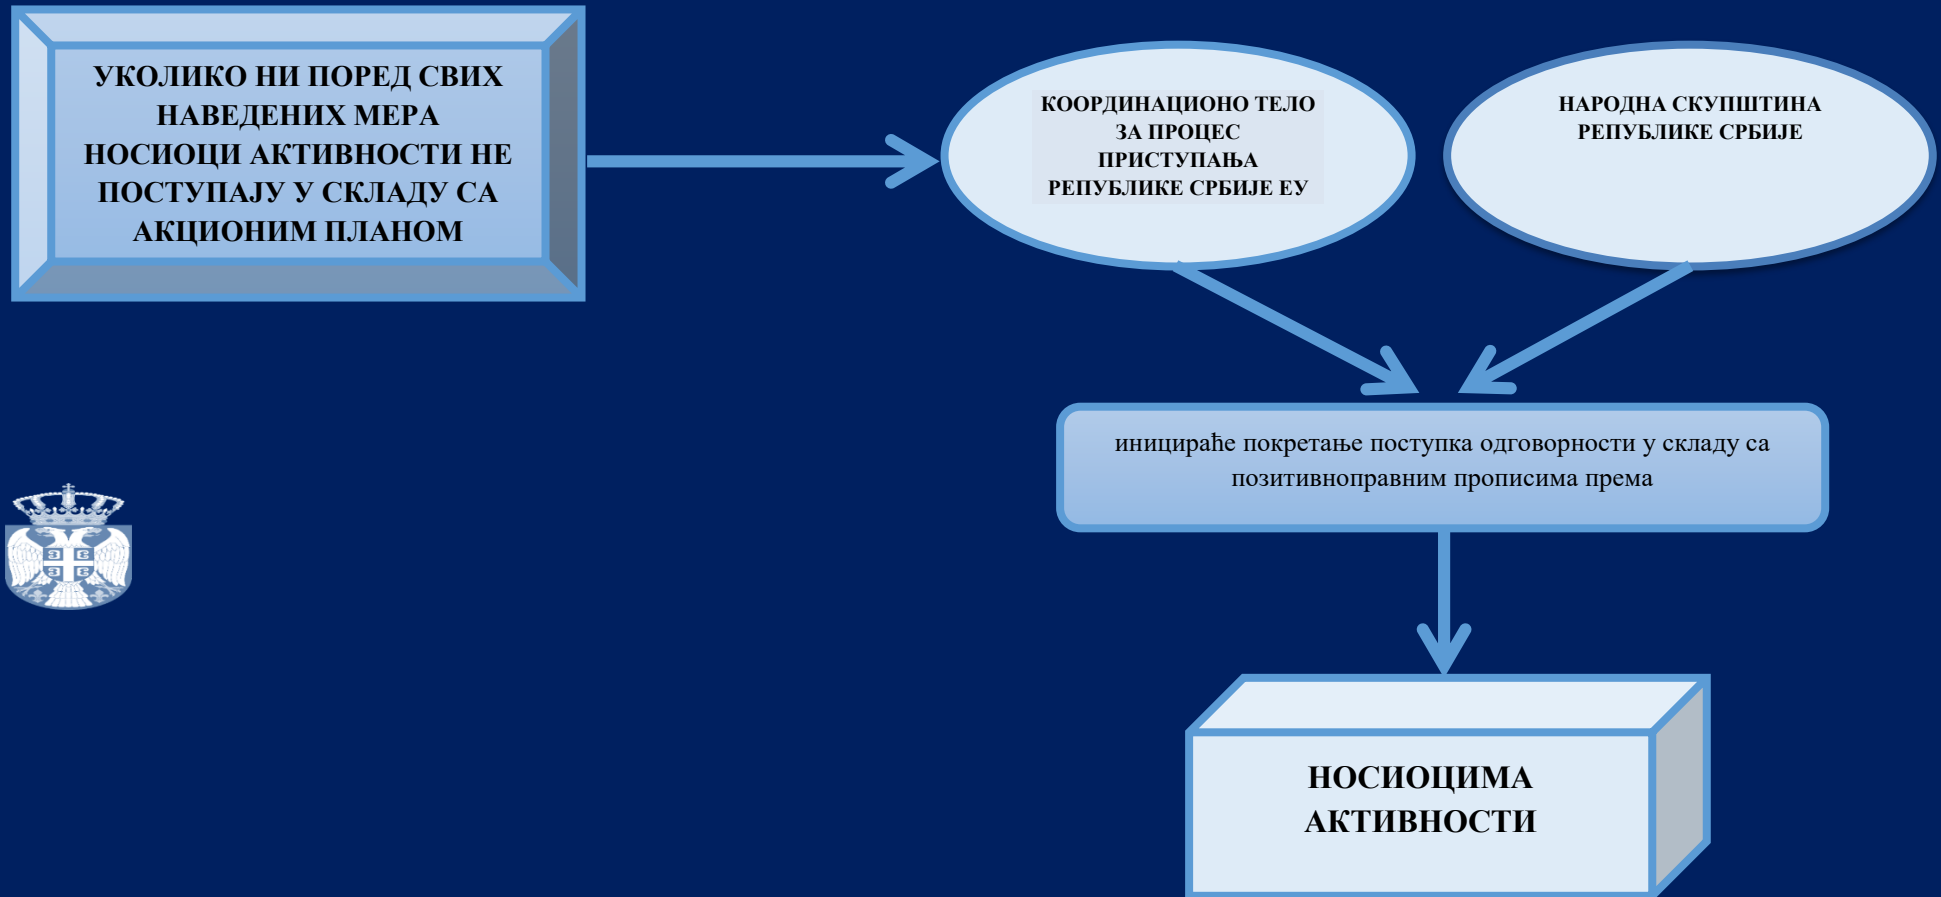 УКОЛИКО НИ ПОРЕД СВИХ
НАВЕДЕНИХ МЕРА
НОСИОЦИ АКТИВНОСТИ НЕ
ПОСТУПАЈУ У СКЛАДУ СА
АКЦИОНИМ ПЛАНОМ
КООРДИНАЦИОНО ТЕЛО
ЗА ПРОЦЕС
ПРИСТУПАЊА
РЕПУБЛИКЕ СРБИЈЕ ЕУ
НАРОДНА СКУПШТИНА
РЕПУБЛИКЕ СРБИЈЕ
иницираће покретање поступка одговорности у складу са
позитивноправним прописима према
НОСИОЦИМА
АКТИВНОСТИ